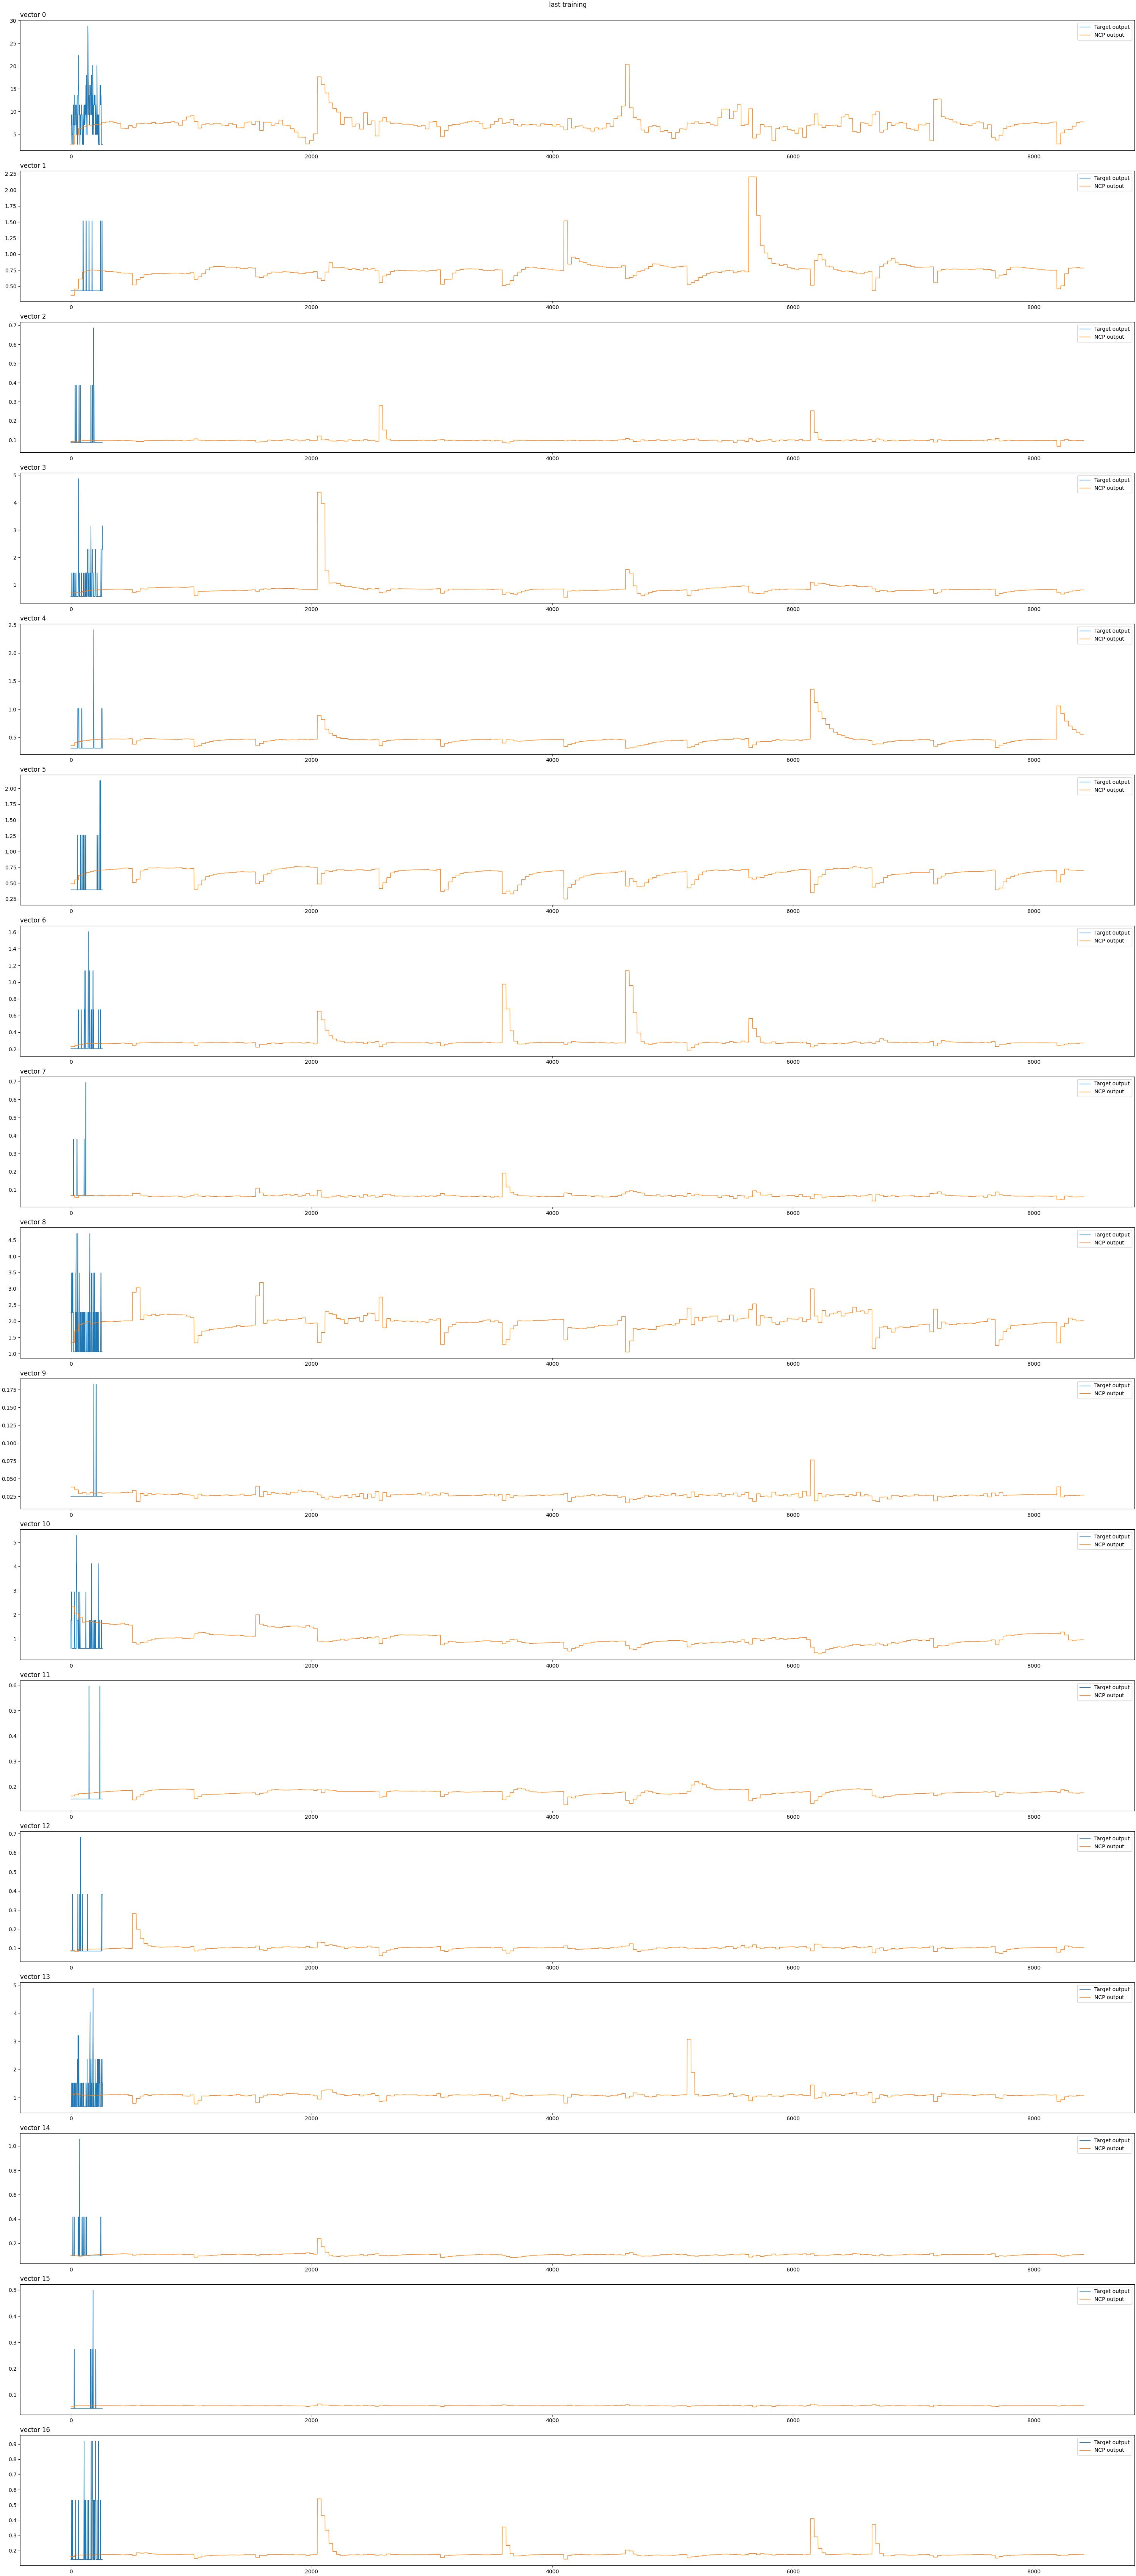 last training
vector 0
Target output
NCP output
30
25
20
15
10
5
0 2000 4000 6000 8000
vector 1
Target output
NCP output
2.25
2.00
1.75
1.50
1.25
1.00
0.75
0.50
0 2000 4000 6000 8000
vector 2
Target output
NCP output
0.7
0.6
0.5
0.4
0.3
0.2
0.1
0 2000 4000 6000 8000
vector 3
Target output
NCP output
5
4
3
2
1
0 2000 4000 6000 8000
vector 4
Target output
NCP output
2.5
2.0
1.5
1.0
0.5
0 2000 4000 6000 8000
vector 5
Target output
NCP output
2.00
1.75
1.50
1.25
1.00
0.75
0.50
0.25
0 2000 4000 6000 8000
vector 6
Target output
NCP output
1.6
1.4
1.2
1.0
0.8
0.6
0.4
0.2
0 2000 4000 6000 8000
vector 7
Target output
NCP output
0.7
0.6
0.5
0.4
0.3
0.2
0.1
0 2000 4000 6000 8000
vector 8
Target output
NCP output
4.5
4.0
3.5
3.0
2.5
2.0
1.5
1.0
0 2000 4000 6000 8000
vector 9
Target output
NCP output
0.175
0.150
0.125
0.100
0.075
0.050
0.025
0 2000 4000 6000 8000
vector 10
Target output
NCP output
5
4
3
2
1
0 2000 4000 6000 8000
vector 11
Target output
NCP output
0.6
0.5
0.4
0.3
0.2
0 2000 4000 6000 8000
vector 12
Target output
NCP output
0.7
0.6
0.5
0.4
0.3
0.2
0.1
0 2000 4000 6000 8000
vector 13
Target output
NCP output
5
4
3
2
1
0 2000 4000 6000 8000
vector 14
Target output
NCP output
1.0
0.8
0.6
0.4
0.2
0 2000 4000 6000 8000
vector 15
Target output
NCP output
0.5
0.4
0.3
0.2
0.1
0 2000 4000 6000 8000
vector 16
Target output
NCP output
0.9
0.8
0.7
0.6
0.5
0.4
0.3
0.2
0 2000 4000 6000 8000